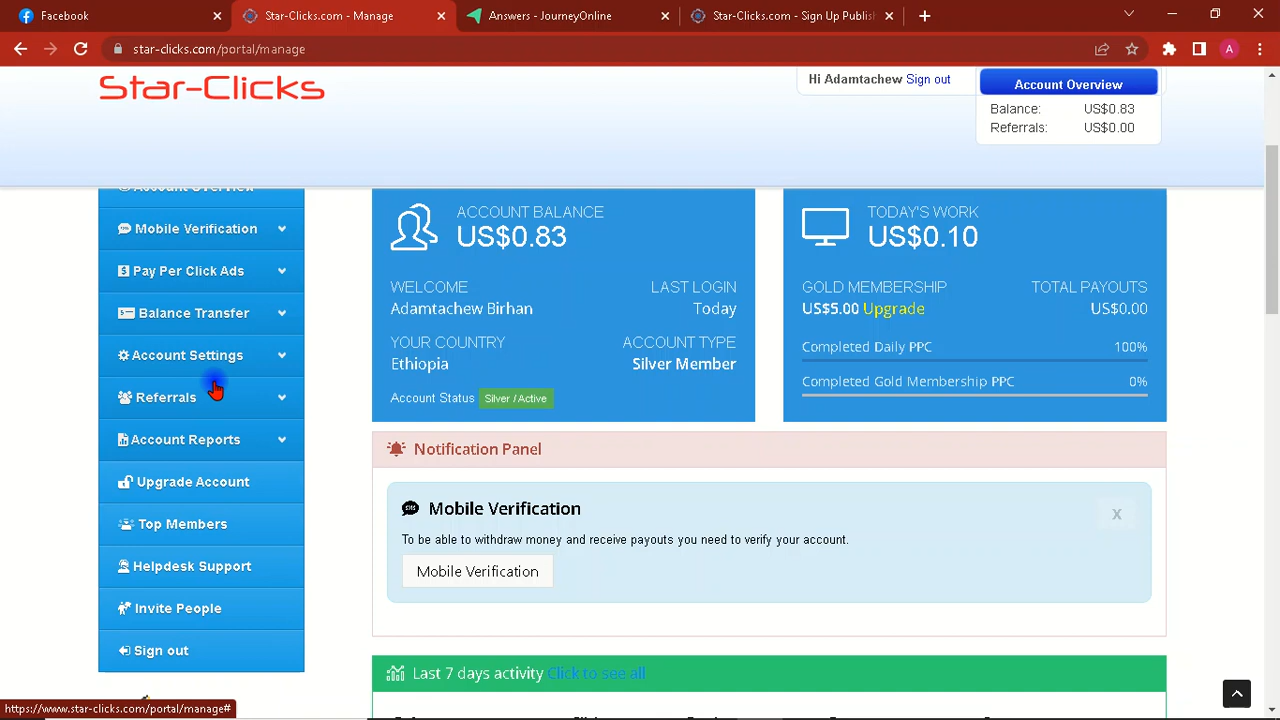 Facebook
Star-Clicks.com - Manage
Answers - JourneyOnline
Star-Clicks.com - Sign Up Publish
star-clicks.com/portal/manage
A
Star-Clicks
Hi Adamtachew Sign out
Account Overview
Balance: US$0.83
Referrals: US$0.00
Account Overview
Mobile Verification
Pay Per Click Ads
Balance Transfer
Account Settings
Referrals
Account Reports
Upgrade Account
Top Members
Helpdesk Support
Invite People
Sign out
ACCOUNT BALANCE
US$0.83
WELCOME LAST LOGIN
Adamtachew Birhan Today
YOUR COUNTRY ACCOUNT TYPE
Ethiopia Silver Member
Account Status Silver / Active
TODAY'S WORK
US$0.10
GOLD MEMBERSHIP TOTAL PAYOUTS
US$5.00 Upgrade US$0.00
Completed Daily PPC 100%
Completed Gold Membership PPC 0%
Notification Panel
Mobile Verification
X
To be able to withdraw money and receive payouts you need to verify your account.
Mobile Verification
Last 7 days activity Click to see all
https://www.star-clicks.com/portal/manage#